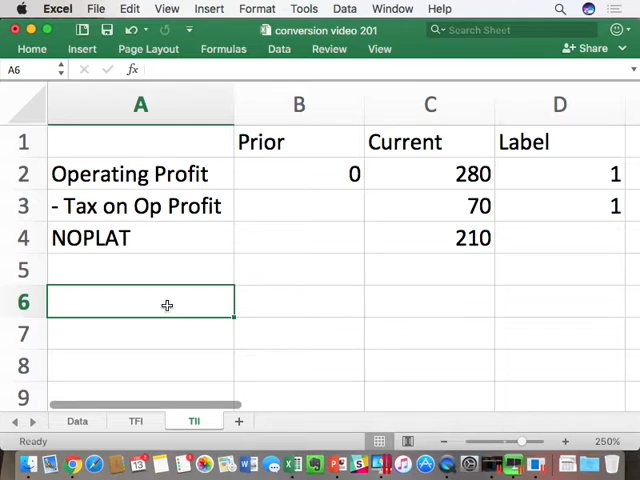 Excel File Edit View Insert Format Tools Data Window Help
conversion video 201
Search Sheet
Home Insert Page Layout Formulas Data Review View Share
A6 fx
A B C D
1 Prior Current Label
2 Operating Profit 0 280 1
3 - Tax on Op Profit 70 1
4 NOPLAT 210
5
6
7
8
9
Data TFI TII +
Ready 250%